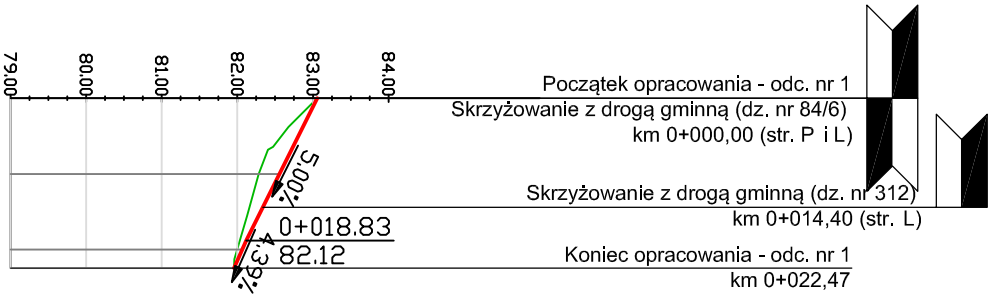 79.00
80.00
81.00
82.00
83.00
84.00
Początek opracowania - odc. nr 1
Skrzyżowanie z drogą gminną (dz. nr 84/6)
km 0+000,00 (str. P i L)
5.00%
Skrzyżowanie z drogą gminną (dz. nr 312)
km 0+014,40 (str. L)
0+018.83
82.12
4.39%
Koniec opracowania - odc. nr 1
km 0+022,47